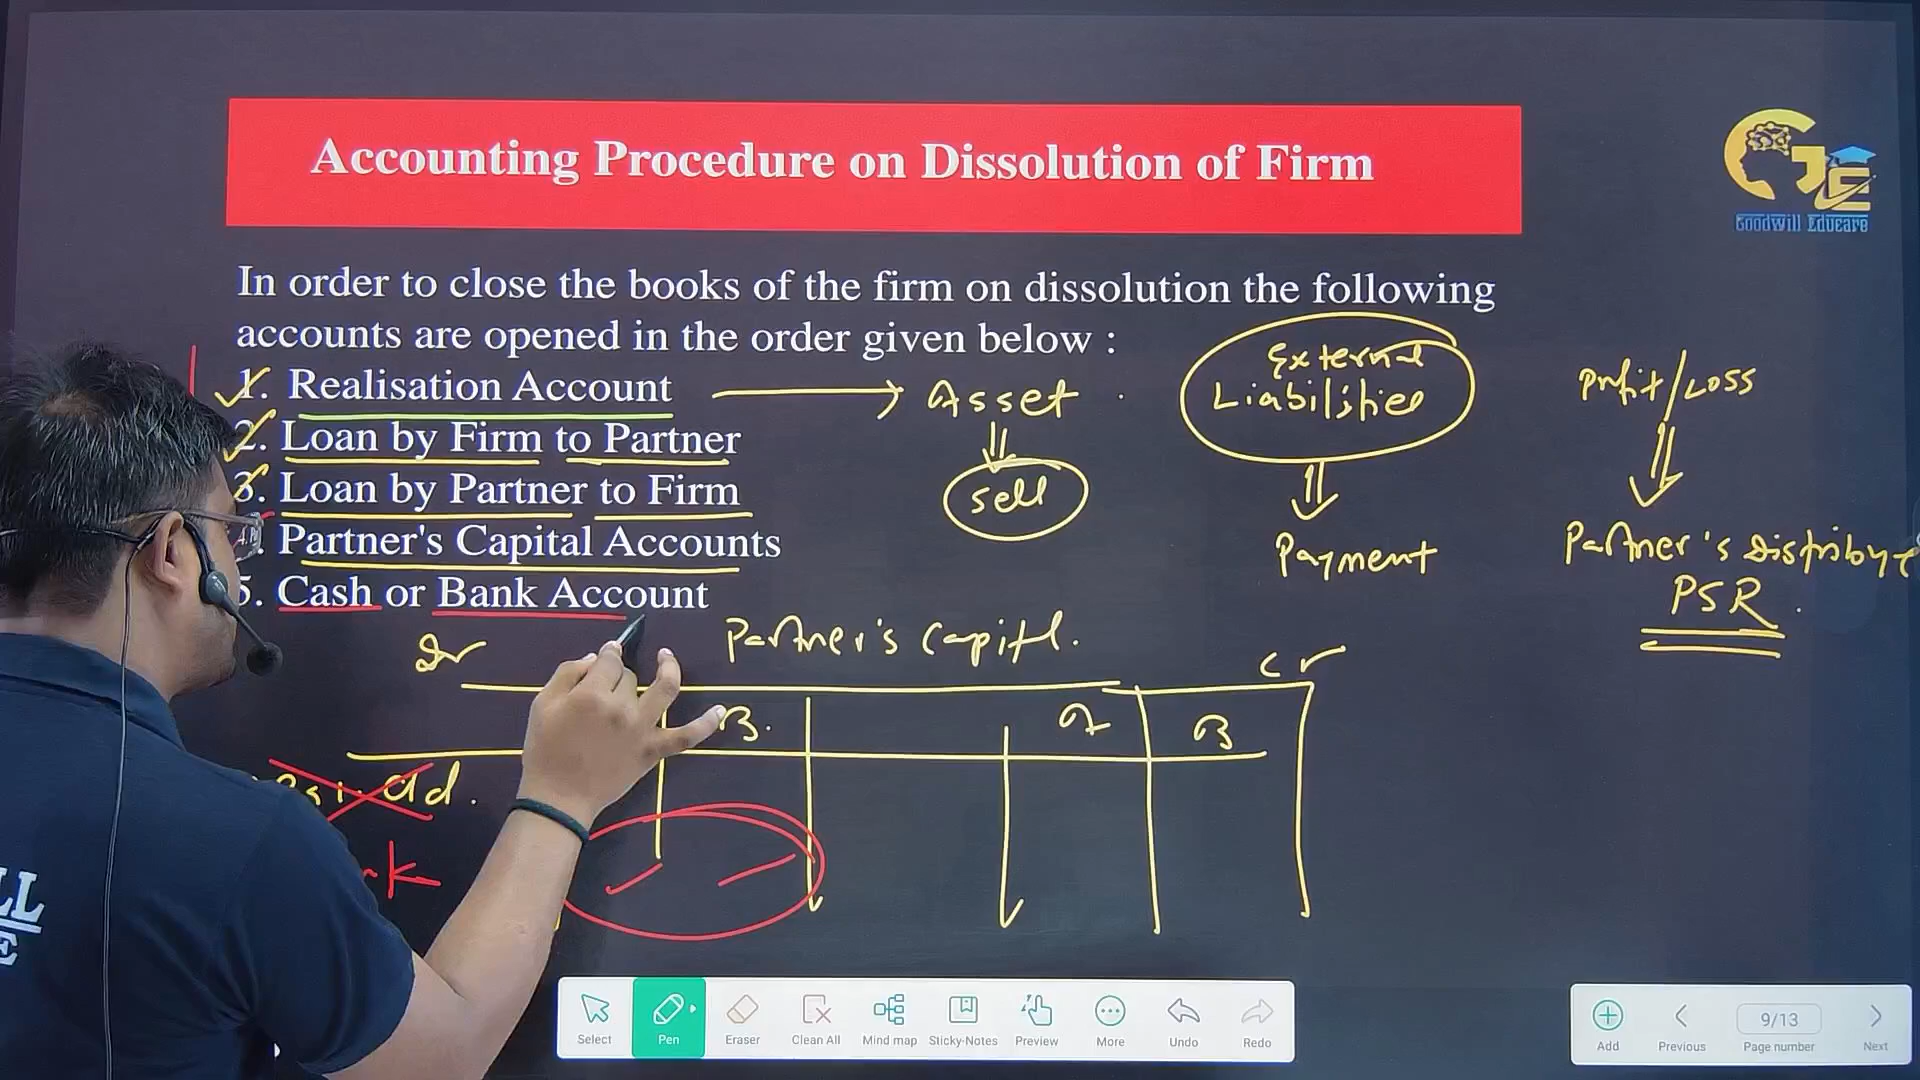 Accounting Procedure on Dissolution of Firm
Goodwill Educare
In order to close the books of the firm on dissolution the following
accounts are opened in the order given below :
1. Realisation Account
2. Loan by Firm to Partner
3. Loan by Partner to Firm
4. Partner's Capital Accounts
5. Cash or Bank Account
Asset
Sell
External
Liabilities
Payment
Profit/Loss
Partner's Distribute
PSR
Dr
Partner's Capitl.
Cr
B.
A
B
Select
Pen
Eraser
Clean All
Mind map
Sticky-Notes
Preview
More
Undo
Redo
Add
Previous
9/13
Page number
Next